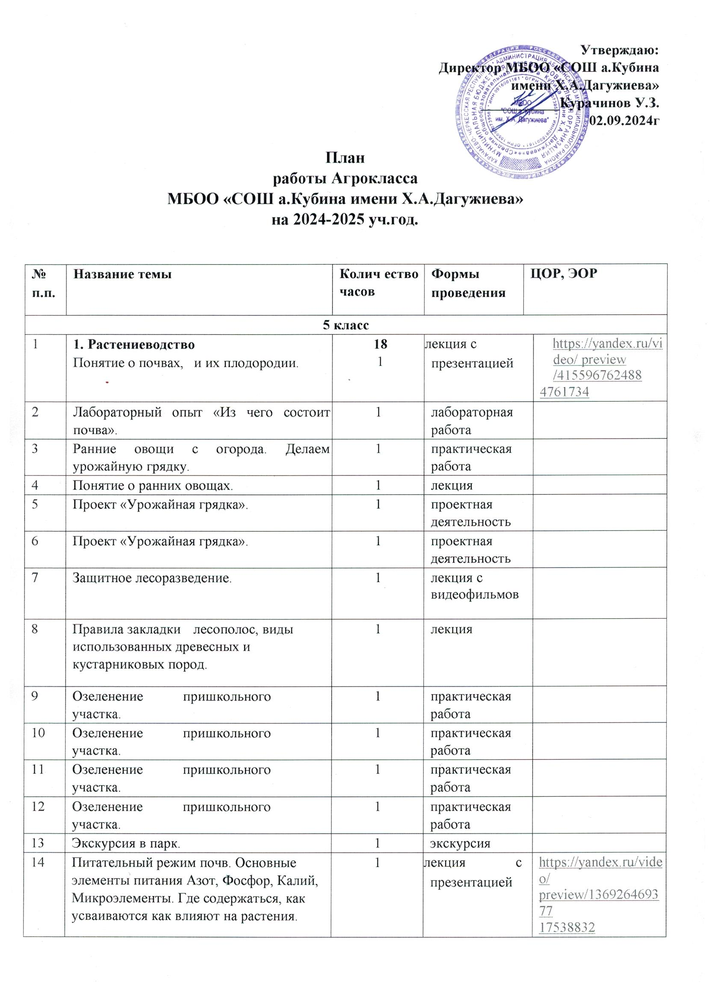 Утверждаю:
Директор МБОО «СОШ а.Кубина
имени Х.А.Дагужиева»
Курачинов У.З.
02.09.2024г
МБОО
"СОШ а. Кубина
им. Х.А. Дагужиева"
План
работы Агрокласса
МБОО «СОШ а.Кубина имени Х.А.Дагужиева»
на 2024-2025 уч.год.
№ Название темы Колич ество Формы ЦОР, ЭОР
п.п. часов проведения
5 класс
1 1. Растениеводство 18 лекция с https://yandex.ru/vi
Понятие о почвах, и их плодородии. 1 презентацией deo/ preview
/415596762488
4761734
2 Лабораторный опыт «Из чего состоит 1 лабораторная
почва». работа
3 Ранние овощи с огорода. Делаем 1 практическая
урожайную грядку. работа
4 Понятие о ранних овощах. 1 лекция
5 Проект «Урожайная грядка». 1 проектная
деятельность
6 Проект «Урожайная грядка». 1 проектная
деятельность
7 Защитное лесоразведение. 1 лекция с
видеофильмов
8 Правила закладки лесополос, виды 1 лекция
использованных древесных и
кустарниковых пород.
9 Озеленение пришкольного 1 практическая
участка. работа
10 Озеленение пришкольного 1 практическая
участка. работа
11 Озеленение пришкольного 1 практическая
участка. работа
12 Озеленение пришкольного 1 практическая
участка. работа
13 Экскурсия в парк. 1 экскурсия
14 Питательный режим почв. Основные 1 лекция с https://yandex.ru/vide
элементы питания Азот, Фосфор, Калий, презентацией o/
Микроэлементы. Где содержаться, как preview/1369264693
усваиваются как влияют на растения. 77
17538832